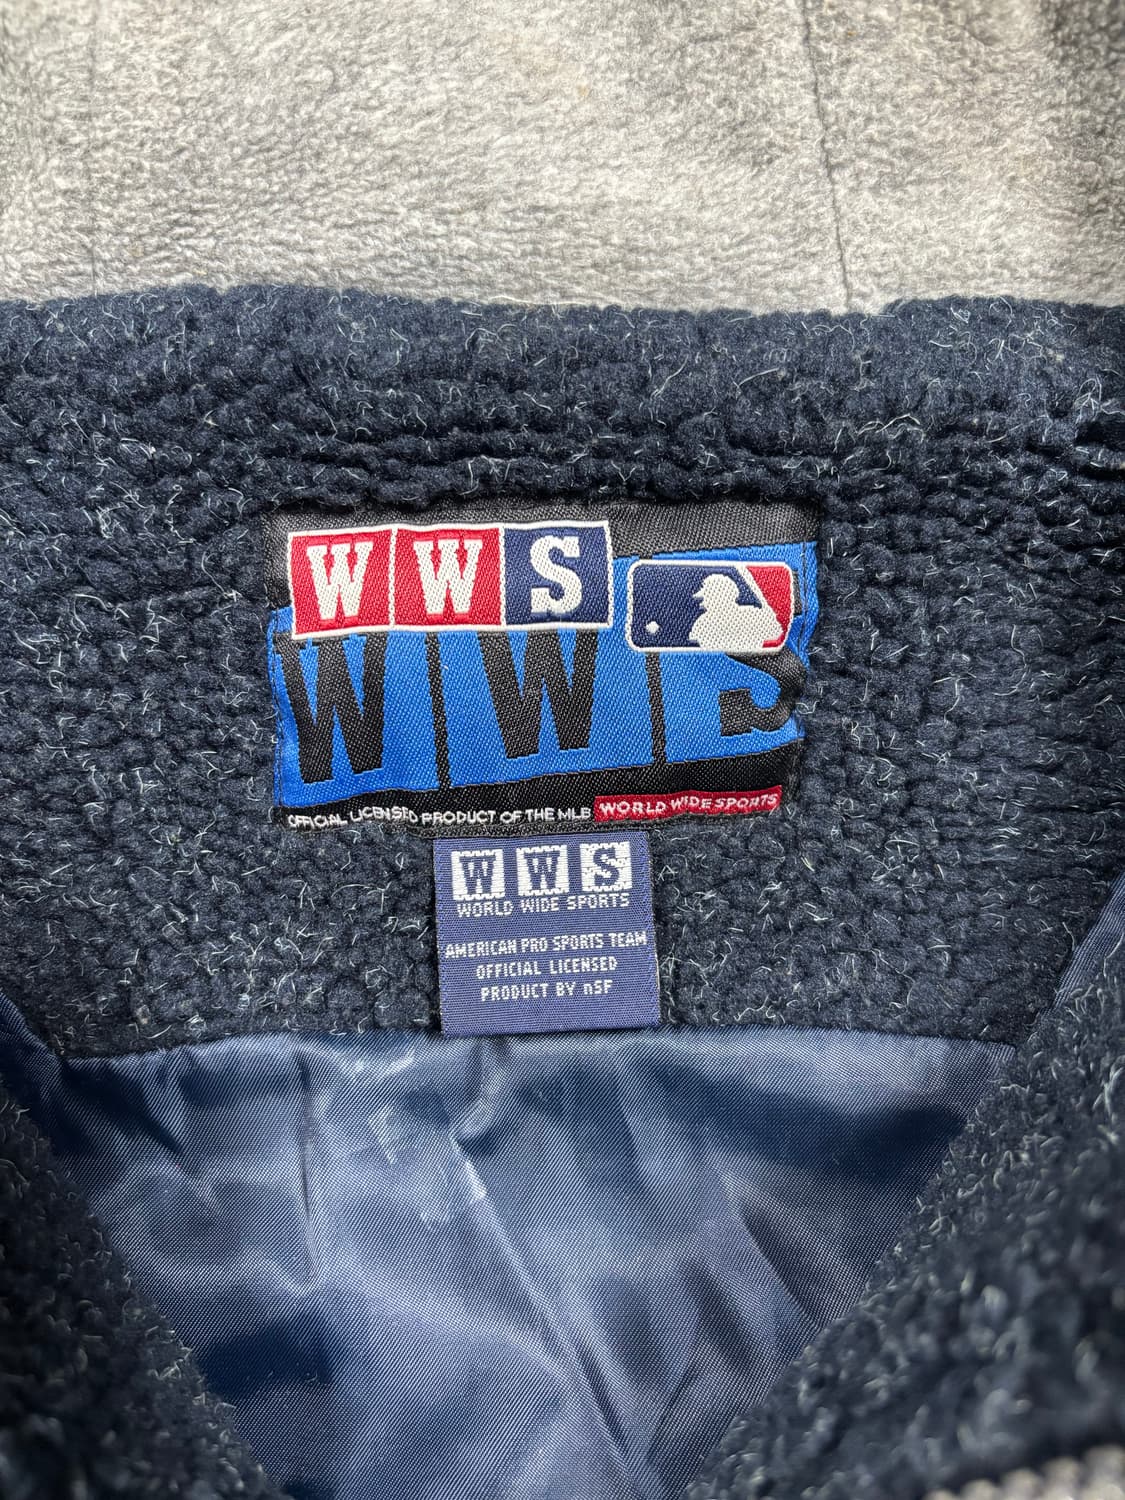 WWS
WWS
OFFICIAL LICENSED PRODUCT OF THE MLB WORLD WIDE SPORTS
WWS
WORLD WIDE SPORTS
AMERICAN PRO SPORTS TEAM
OFFICIAL LICENSED
PRODUCT BY nSF